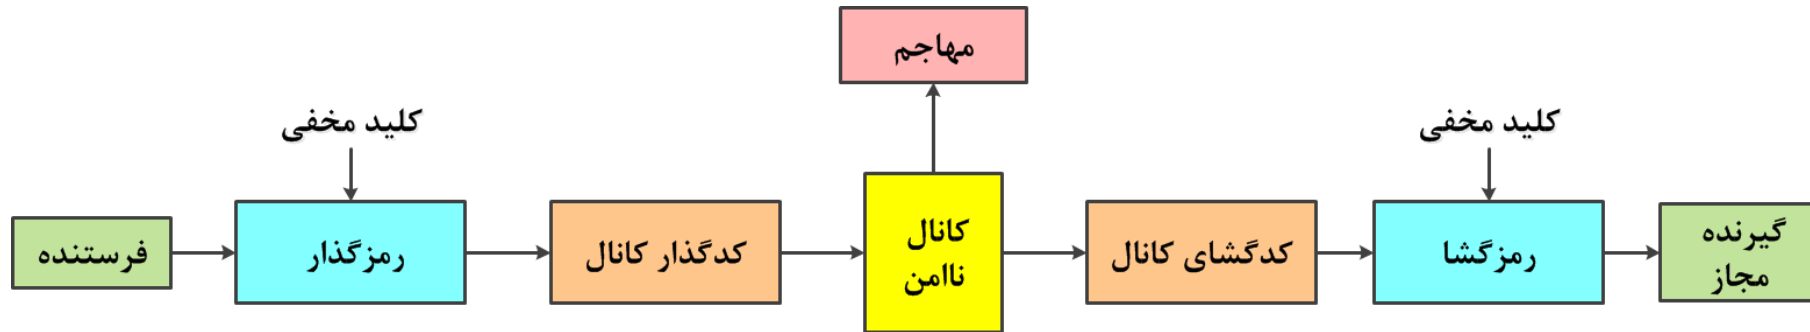 مهاجم
کلید مخفی
کلید مخفی
فرستنده
رمزگذار
کدگذار کانال
کانال
ناامن
کدگشای کانال
رمزگشا
گیرنده
مجاز